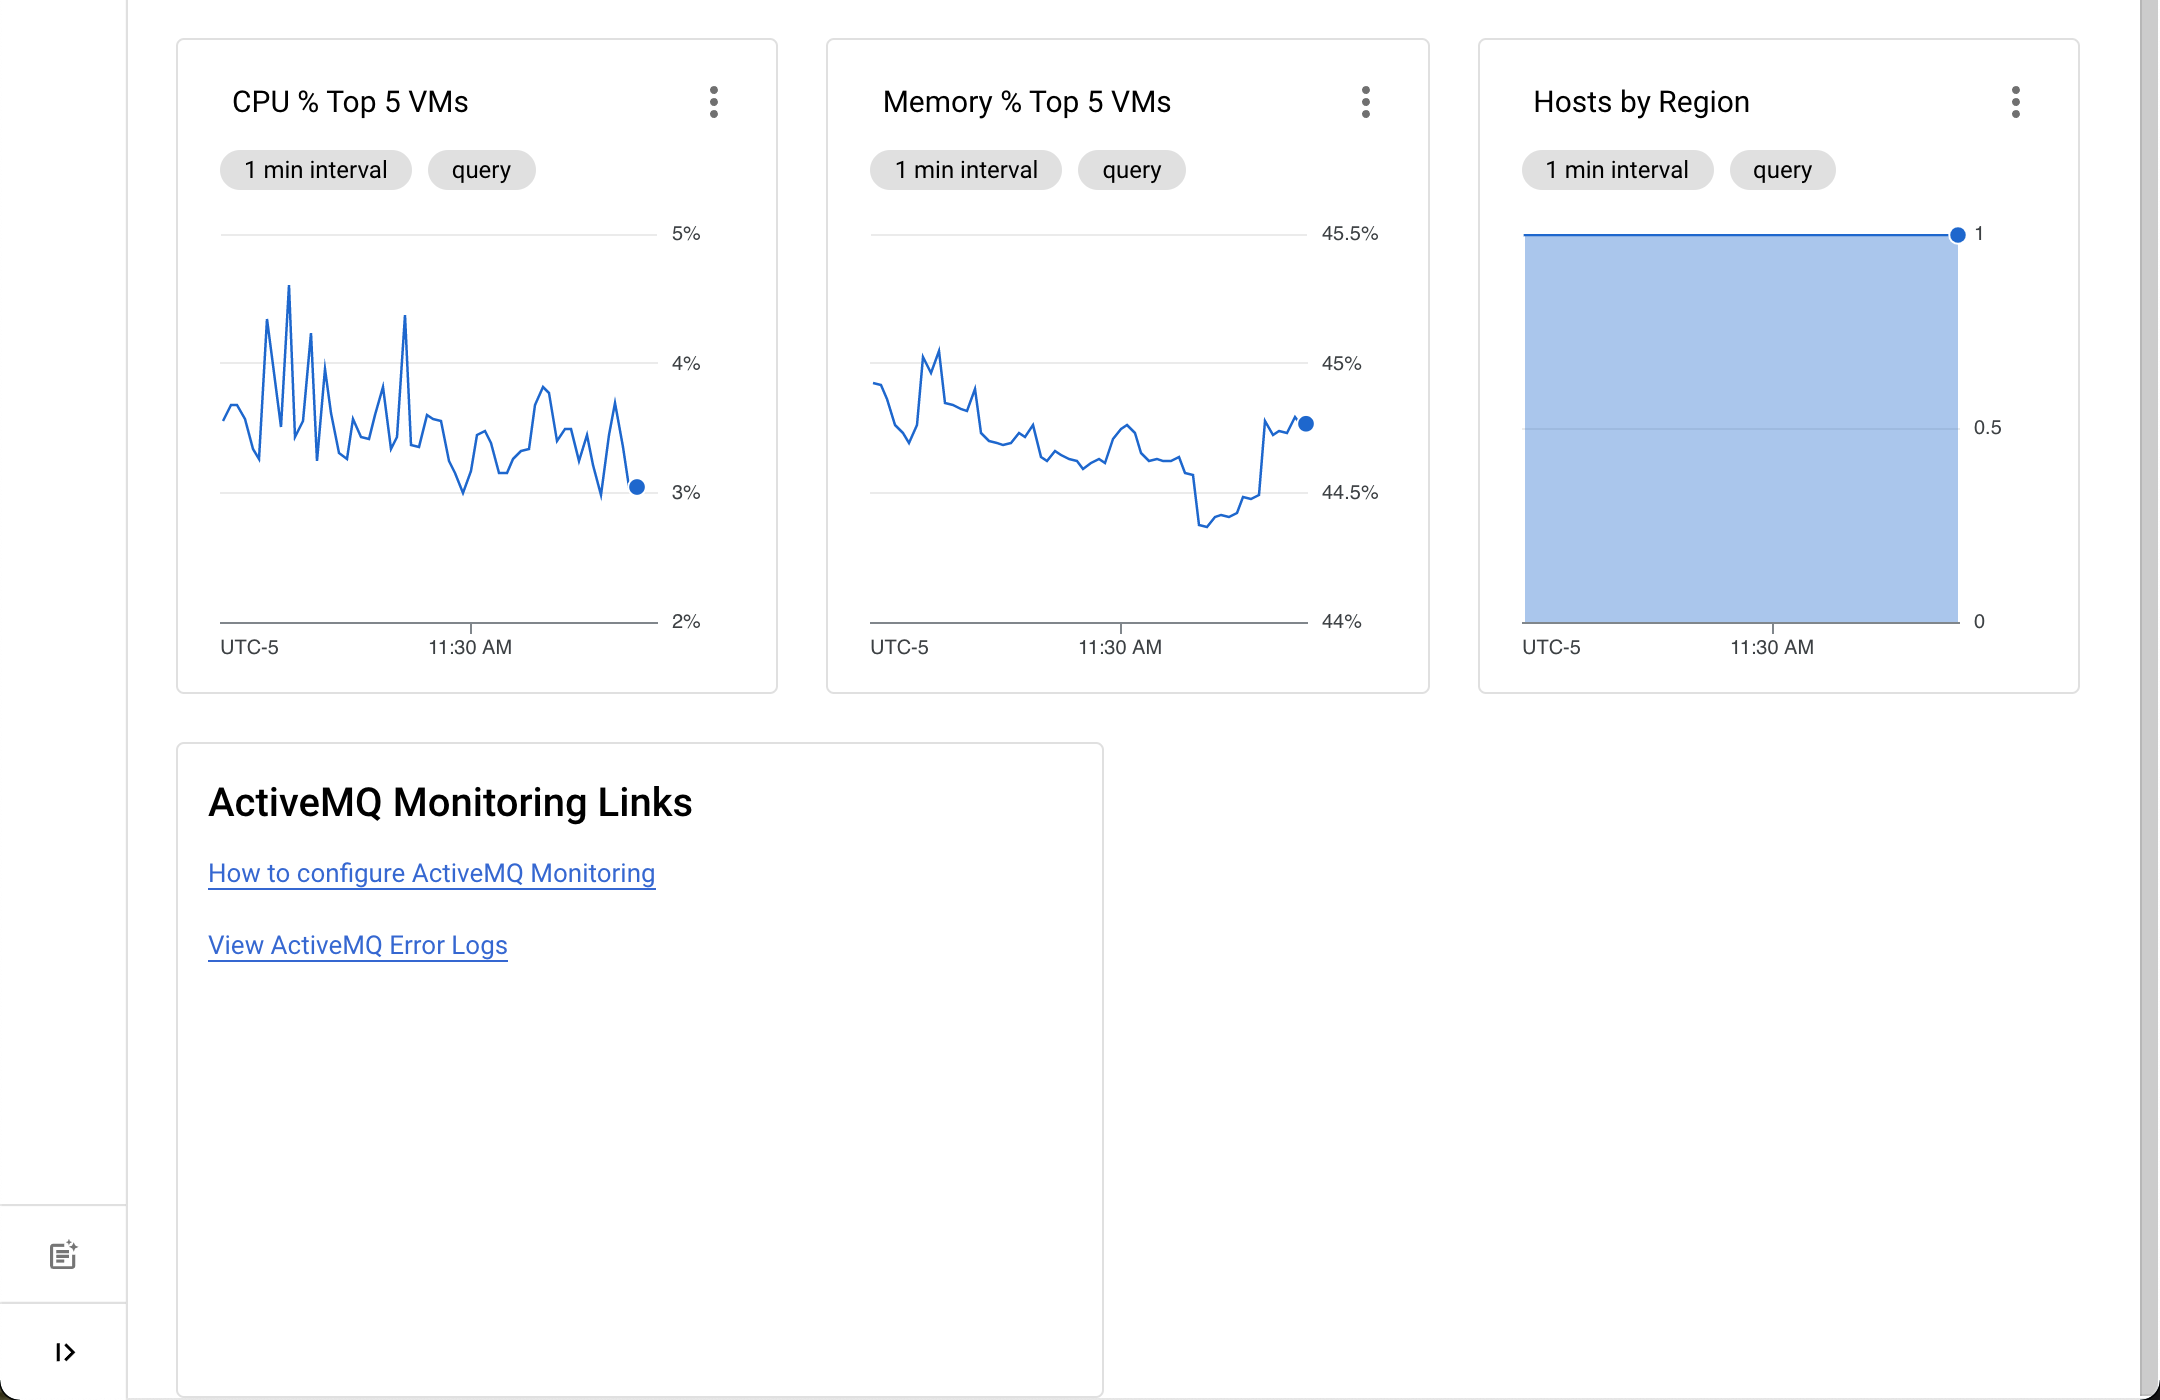 CPU % Top 5 VMs
1 min interval query
5%
4%
3%
2%
UTC-5 11:30 AM
Memory % Top 5 VMs
1 min interval query
45.5%
45%
44.5%
44%
UTC-5 11:30 AM
Hosts by Region
1 min interval query
1
0.5
0
UTC-5 11:30 AM
ActiveMQ Monitoring Links
How to configure ActiveMQ Monitoring
View ActiveMQ Error Logs